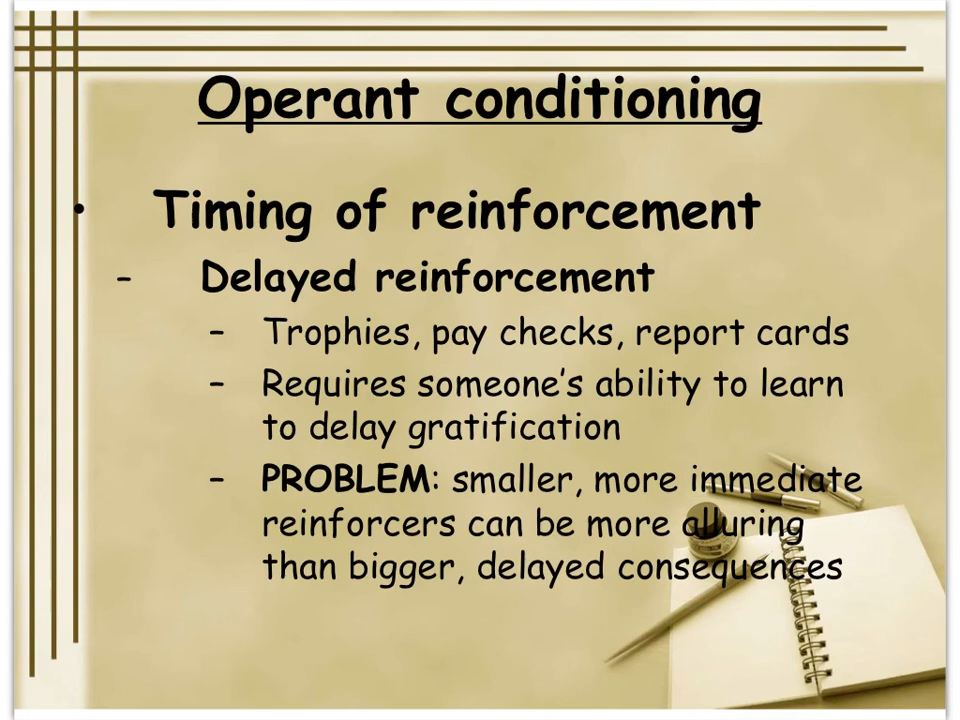 Operant conditioning
• Timing of reinforcement
– Delayed reinforcement
– Trophies, pay checks, report cards
– Requires someone’s ability to learn
to delay gratification
– PROBLEM: smaller, more immediate
reinforcers can be more alluring
than bigger, delayed consequences